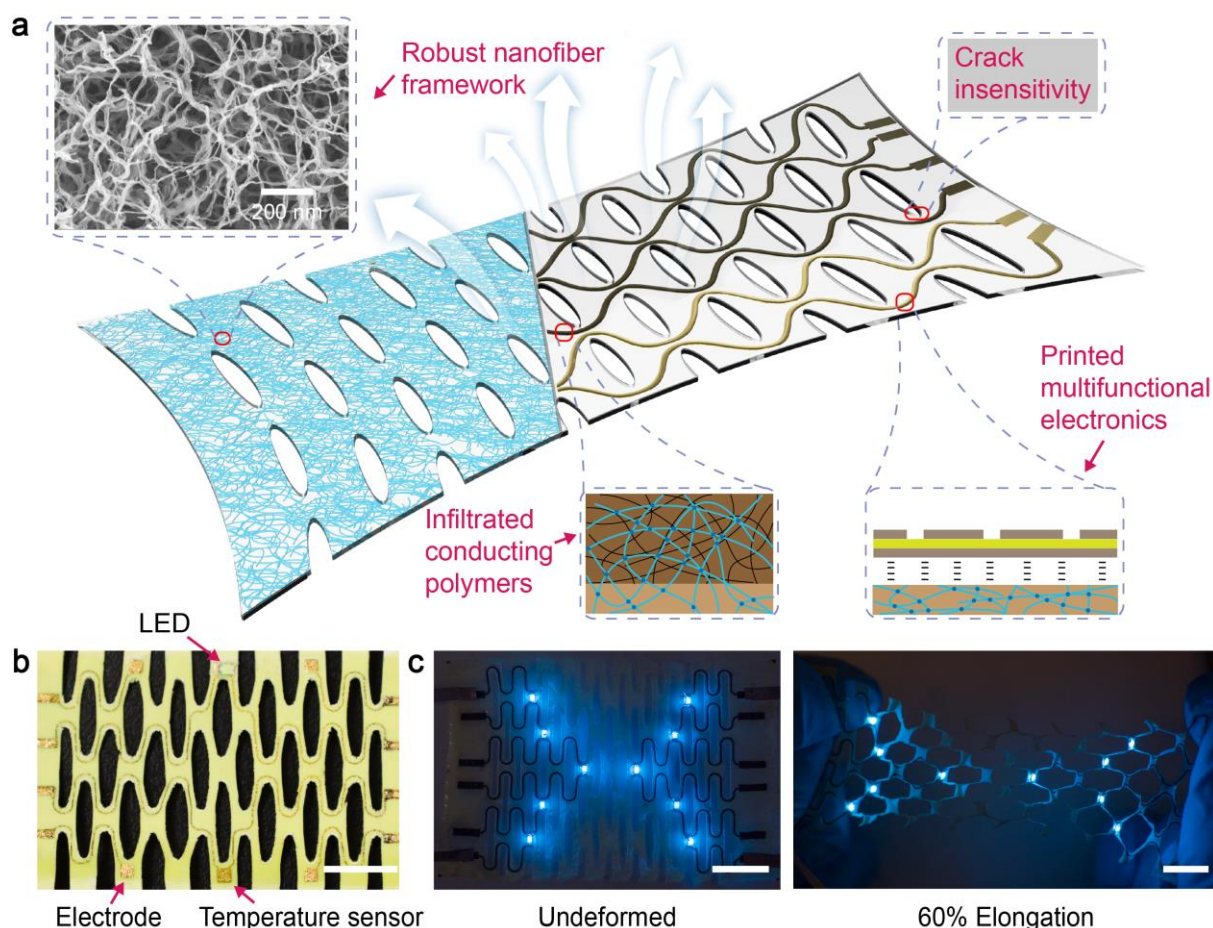 a
Robust nanofiber
framework
200 nm
Crack
insensitivity
Printed
multifunctional
electronics
Infiltrated
conducting
polymers
b
LED
Electrode
Temperature sensor
c
Undeformed
60% Elongation